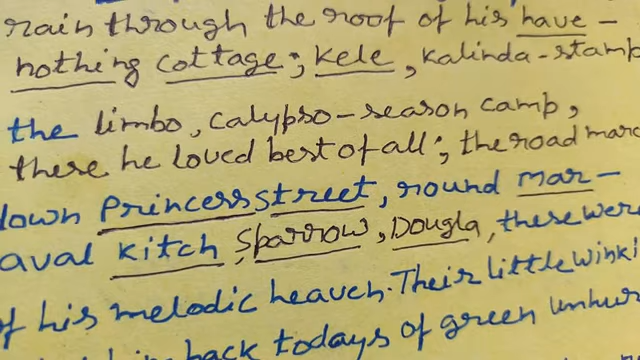 rain through the roof of his have-
nothing cottage; kele, kalinda-stamp
the limbo, calypso-season camp,
there he loved best of all; the road marc
down Princess street, round mar-
aval kitch Sparrow, Dougla, these were
of his melodic heaven. Their little winki
back todays of green unhur